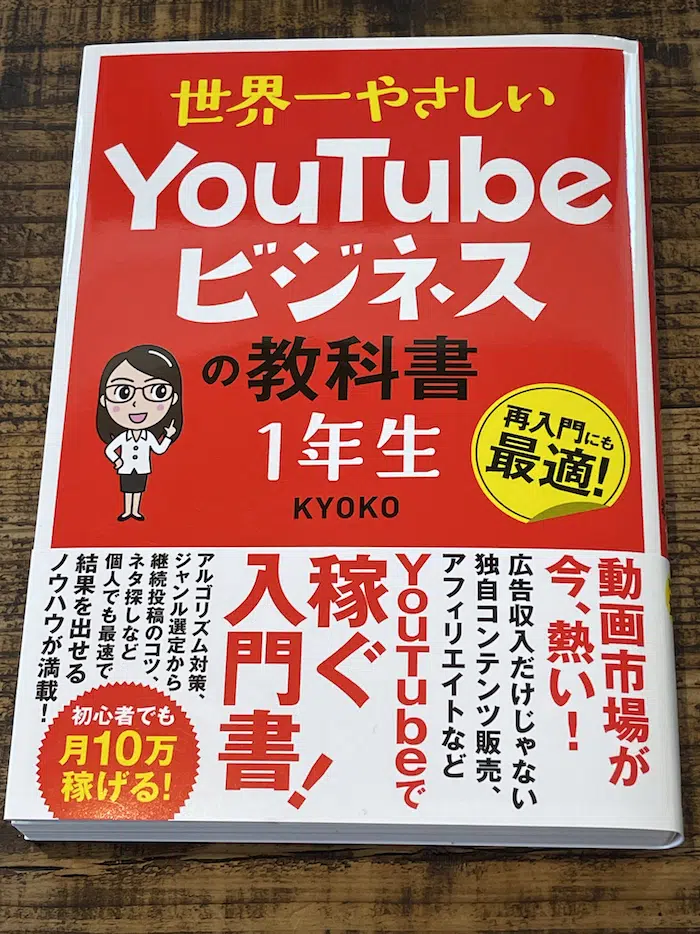 世界一やさしい
YouTube
ビジネス
の教科書
1年生
KYOKO
再入門にも
最適!
動画市場が
今、熱い!
広告収入だけじゃない
独自コンテンツ販売、
アフィリエイトなど
YouTubeで
稼ぐ
入門書!
アルゴリズム対策、
ジャンル選定から
継続投稿のコツ、
ネタ探しなど
個人でも最速で
結果を出せる
ノウハウが満載!
初心者でも
月10万
稼げる!